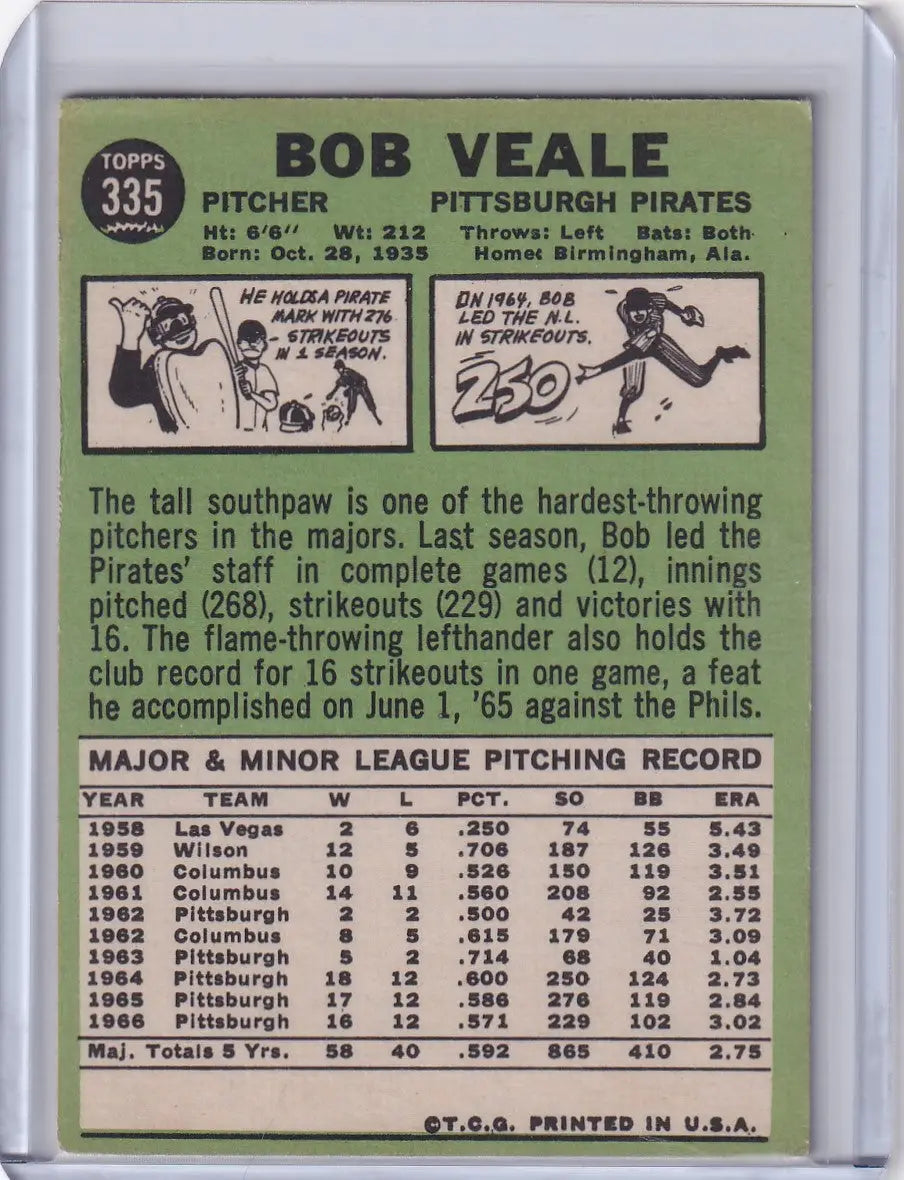 TOPPS
335
BOB VEALE
PITCHER PITTSBURGH PIRATES
Ht: 6'6" Wt: 212 Throws: Left Bats: Both
Born: Oct. 28, 1935 Home: Birmingham, Ala.
HE HOLDS A PIRATE
MARK WITH 276
- STRIKEOUTS
IN 1 SEASON.
ON 1964, BOB
LED THE N.L.
IN STRIKEOUTS.
250
The tall southpaw is one of the hardest-throwing
pitchers in the majors. Last season, Bob led the
Pirates' staff in complete games (12), innings
pitched (268), strikeouts (229) and victories with
16. The flame-throwing lefthander also holds the
club record for 16 strikeouts in one game, a feat
he accomplished on June 1, '65 against the Phils.
MAJOR & MINOR LEAGUE PITCHING RECORD
YEAR TEAM W L PCT. SO BB ERA
1958 Las Vegas 2 6 .250 74 55 5.43
1959 Wilson 12 5 .706 187 126 3.49
1960 Columbus 10 9 .526 150 119 3.51
1961 Columbus 14 11 .560 208 92 2.55
1962 Pittsburgh 2 2 .500 42 25 3.72
1962 Columbus 8 5 .615 179 71 3.09
1963 Pittsburgh 5 2 .714 68 40 1.04
1964 Pittsburgh 18 12 .600 250 124 2.73
1965 Pittsburgh 17 12 .586 276 119 2.84
1966 Pittsburgh 16 12 .571 229 102 3.02
Maj. Totals 5 Yrs. 58 40 .592 865 410 2.75
©T.C.G. PRINTED IN U.S.A.